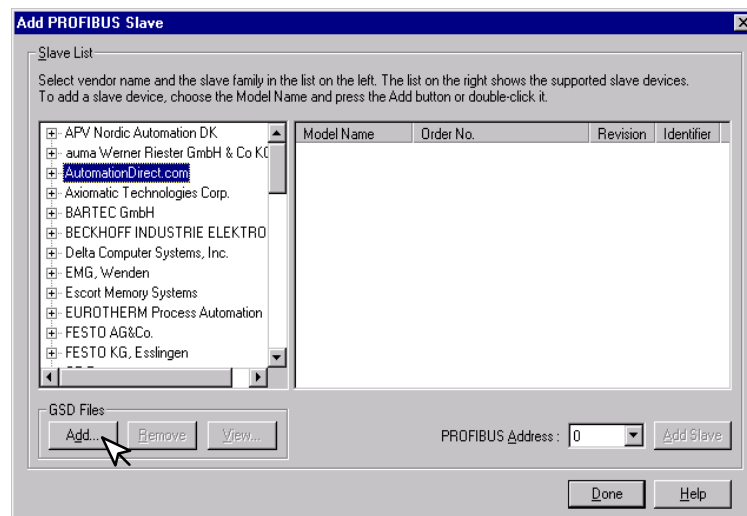 Add PROFIBUS Slave
Slave List
Select vendor name and the slave family in the list on the left. The list on the right shows the supported slave devices.
To add a slave device, choose the Model Name and press the Add button or double-click it.
APV Nordic Automation DK
auma Werner Riester GmbH & Co KG
AutomationDirect.com
Axiomatic Technologies Corp.
BARTEC GmbH
BECKHOFF INDUSTRIE ELEKTRO
Delta Computer Systems, Inc.
EMG, Wenden
Escort Memory Systems
EUROTHERM Process Automation
FESTO AG&Co.
FESTO KG, Esslingen
Model Name Order No. Revision Identifier
GSD Files
Add... Remove View...
PROFIBUS Address : 0 Add Slave
Done Help